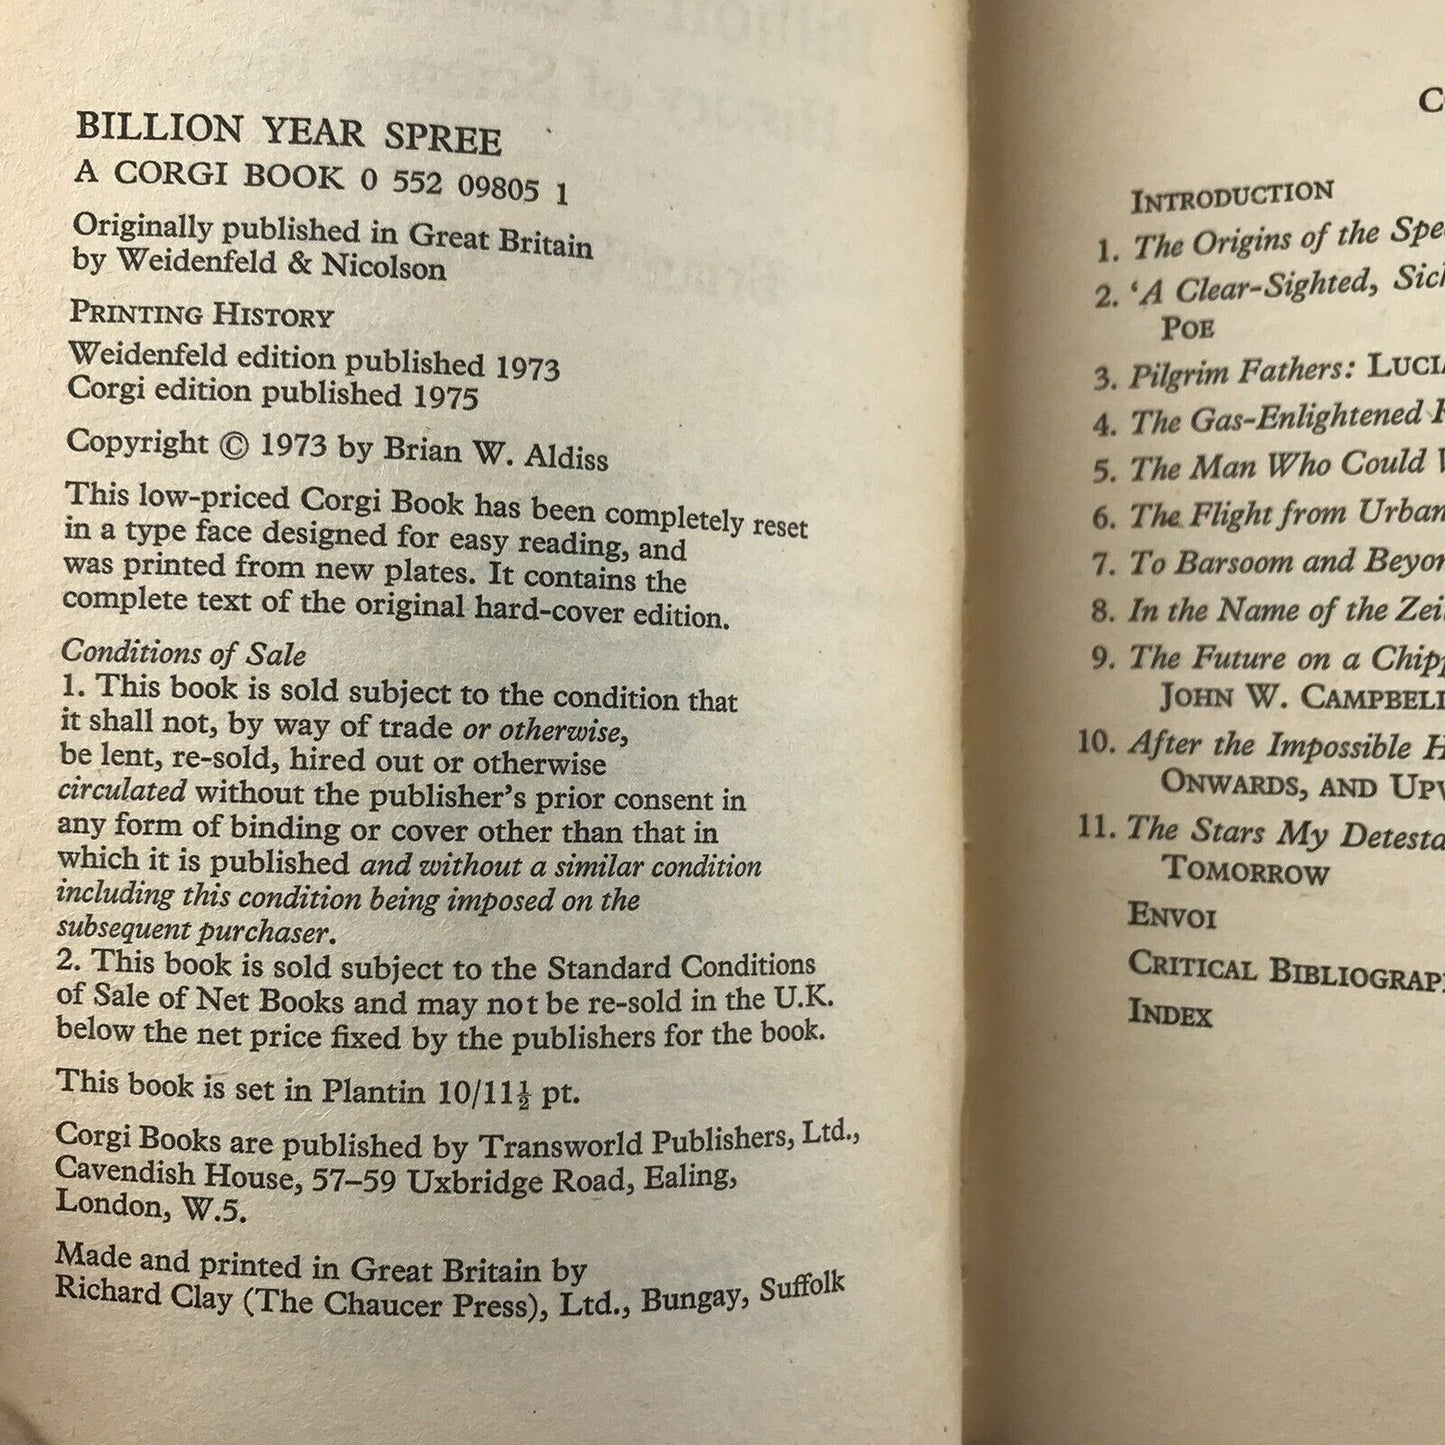 BILLION YEAR SPREE
A CORGI BOOK 0 552 09805 1
Originally published in Great Britain
by Weidenfeld & Nicolson
PRINTING HISTORY
Weidenfeld edition published 1973
Corgi edition published 1975
Copyright © 1973 by Brian W. Aldiss
This low-priced Corgi Book has been completely reset
in a type face designed for easy reading, and
was printed from new plates. It contains the
complete text of the original hard-cover edition.
Conditions of Sale
1. This book is sold subject to the condition that
it shall not, by way of trade or otherwise,
be lent, re-sold, hired out or otherwise
circulated without the publisher's prior consent in
any form of binding or cover other than that in
which it is published and without a similar condition
including this condition being imposed on the
subsequent purchaser.
2. This book is sold subject to the Standard Conditions
of Sale of Net Books and may not be re-sold in the U.K.
below the net price fixed by the publishers for the book.
This book is set in Plantin 10/11½ pt.
Corgi Books are published by Transworld Publishers, Ltd.,
Cavendish House, 57–59 Uxbridge Road, Ealing,
London, W.5.
Made and printed in Great Britain by
Richard Clay (The Chaucer Press), Ltd., Bungay, Suffolk
C
INTRODUCTION
1. The Origins of the Spe
2. 'A Clear-Sighted, Sick
POE
3. Pilgrim Fathers: LUCIA
4. The Gas-Enlightened
5. The Man Who Could
6. The Flight from Urban
7. To Barsoom and Beyon
8. In the Name of the Zei
9. The Future on a Chipp
JOHN W. CAMPBELL
10. After the Impossible H
ONWARDS, AND UPW
11. The Stars My Detesta
TOMORROW
ENVOI
CRITICAL BIBLIOGRAP
INDEX